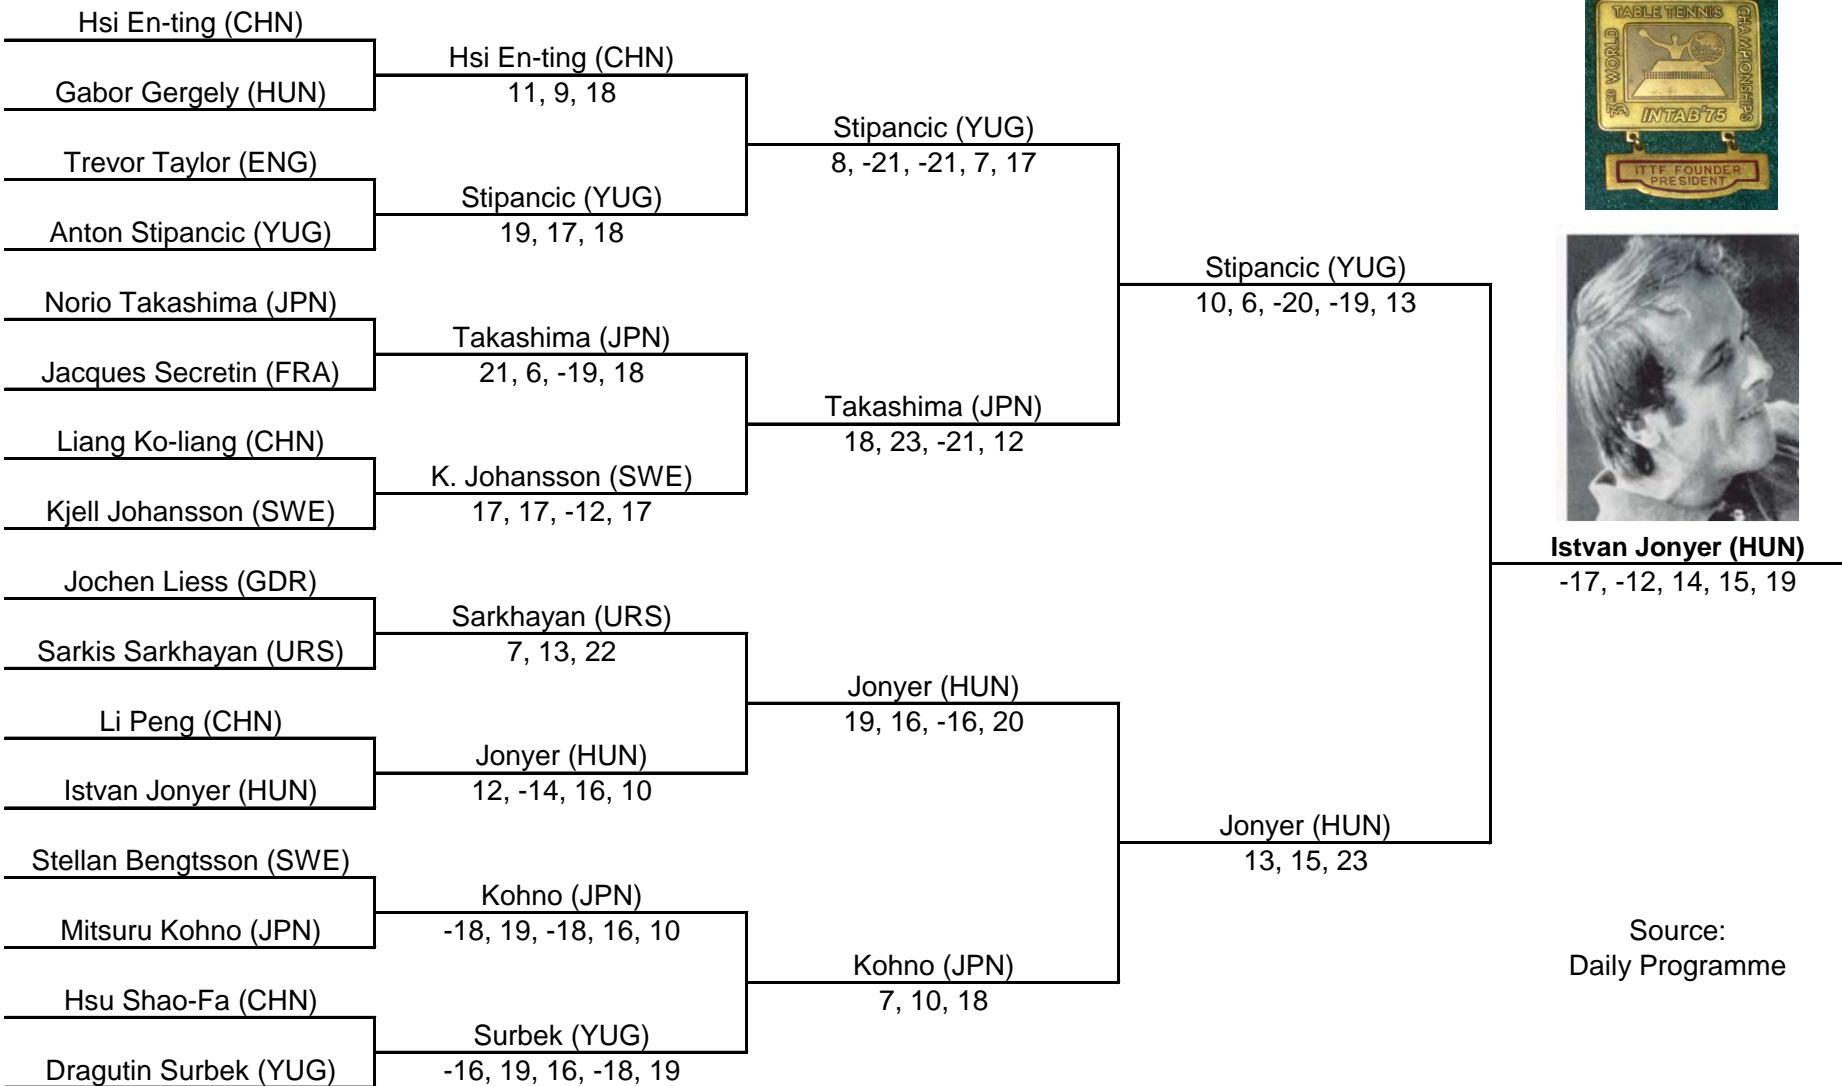 Hsi En-ting (CHN)
Gabor Gergely (HUN)
Trevor Taylor (ENG)
Anton Stipancic (YUG)
Norio Takashima (JPN)
Jacques Secretin (FRA)
Liang Ko-liang (CHN)
Kjell Johansson (SWE)
Jochen Liess (GDR)
Sarkis Sarkhayan (URS)
Li Peng (CHN)
Istvan Jonyer (HUN)
Stellan Bengtsson (SWE)
Mitsuru Kohno (JPN)
Hsu Shao-Fa (CHN)
Dragutin Surbek (YUG)
Hsi En-ting (CHN)
11, 9, 18
Stipancic (YUG)
19, 17, 18
Takashima (JPN)
21, 6, -19, 18
K. Johansson (SWE)
17, 17, -12, 17
Sarkhayan (URS)
7, 13, 22
Jonyer (HUN)
12, -14, 16, 10
Kohno (JPN)
-18, 19, -18, 16, 10
Surbek (YUG)
-16, 19, 16, -18, 19
Stipancic (YUG)
8, -21, -21, 7, 17
Takashima (JPN)
18, 23, -21, 12
Jonyer (HUN)
19, 16, -16, 20
Kohno (JPN)
7, 10, 18
Stipancic (YUG)
10, 6, -20, -19, 13
Jonyer (HUN)
13, 15, 23
33RD WORLD
TABLE TENNIS
CHAMPIONSHIPS
INTAB'75
ITTF FOUNDER
PRESIDENT
Istvan Jonyer (HUN)
-17, -12, 14, 15, 19
Source:
Daily Programme